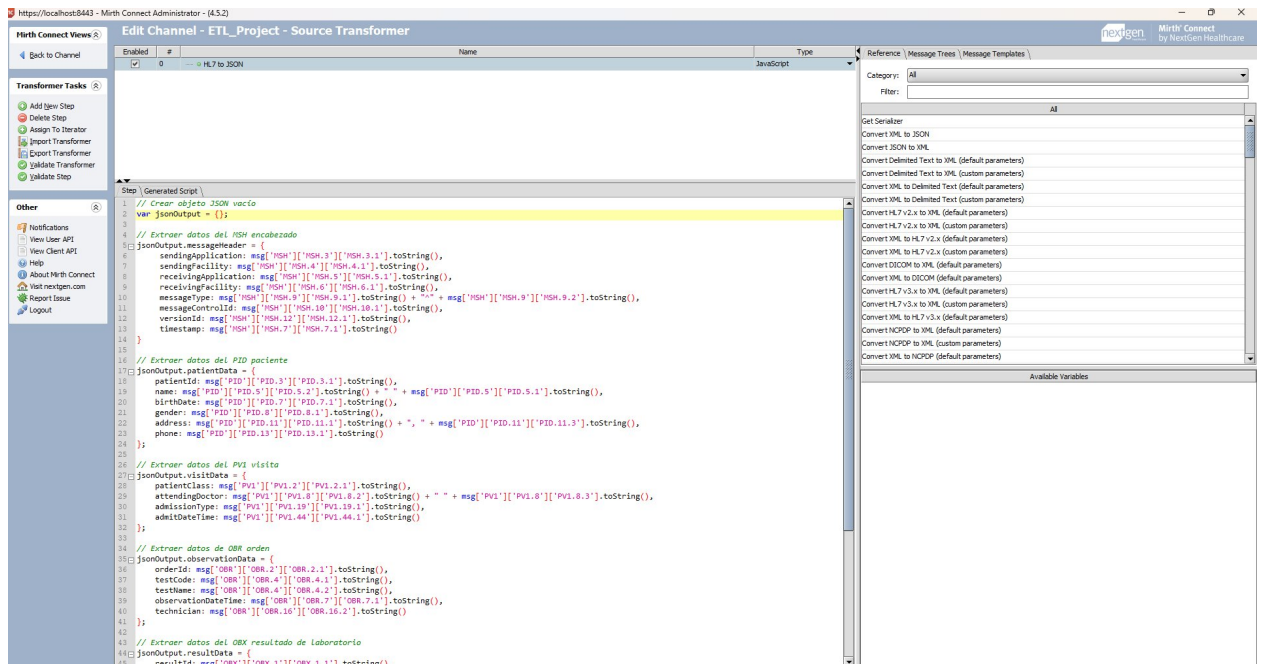 https://localhost:8443 - Mirth Connect Administrator - (4.5.2)
Mirth Connect Views
Back to Channel
Transformer Tasks
Add New Step
Delete Step
Assign To Iterator
Import Transformer
Export Transformer
Validate Transformer
Validate Step
Other
Notifications
View User API
View Client API
Help
About Mirth Connect
Visit nextgen.com
Report Issue
Logout
Edit Channel - ETL_Project - Source Transformer
nextgen
Mirth® Connect
by NextGen Healthcare
Enabled # Name Type
0 HL7 to JSON JavaScript
Step Generated Script
1 // Crear objeto JSON vacío
2 var jsonOutput = {};
3
4 // Extraer datos del MSH encabezado
5 jsonOutput.messageHeader = {
6 sendingApplication: msg['MSH']['MSH.3']['MSH.3.1'].toString(),
7 sendingFacility: msg['MSH']['MSH.4']['MSH.4.1'].toString(),
8 receivingApplication: msg['MSH']['MSH.5']['MSH.5.1'].toString(),
9 receivingFacility: msg['MSH']['MSH.6']['MSH.6.1'].toString(),
10 messageType: msg['MSH']['MSH.9']['MSH.9.1'].toString() + "^" + msg['MSH']['MSH.9']['MSH.9.2'].toString(),
11 messageControlId: msg['MSH']['MSH.10']['MSH.10.1'].toString(),
12 versionId: msg['MSH']['MSH.12']['MSH.12.1'].toString(),
13 timestamp: msg['MSH']['MSH.7']['MSH.7.1'].toString()
14 }
15
16 // Extraer datos del PID paciente
17 jsonOutput.patientData = {
18 patientId: msg['PID']['PID.3']['PID.3.1'].toString(),
19 name: msg['PID']['PID.5']['PID.5.2'].toString() + " " + msg['PID']['PID.5']['PID.5.1'].toString(),
20 birthDate: msg['PID']['PID.7']['PID.7.1'].toString(),
21 gender: msg['PID']['PID.8']['PID.8.1'].toString(),
22 address: msg['PID']['PID.11']['PID.11.1'].toString() + ", " + msg['PID']['PID.11']['PID.11.3'].toString(),
23 phone: msg['PID']['PID.13']['PID.13.1'].toString()
24 };
25
26 // Extraer datos del PV1 visita
27 jsonOutput.visitData = {
28 patientClass: msg['PV1']['PV1.2']['PV1.2.1'].toString(),
29 attendingDoctor: msg['PV1']['PV1.8']['PV1.8.2'].toString() + " " + msg['PV1']['PV1.8']['PV1.8.3'].toString(),
30 admissionType: msg['PV1']['PV1.19']['PV1.19.1'].toString(),
31 admitDateTime: msg['PV1']['PV1.44']['PV1.44.1'].toString()
32 };
33
34 // Extraer datos de OBR orden
35 jsonOutput.observationData = {
36 orderId: msg['OBR']['OBR.2']['OBR.2.1'].toString(),
37 testCode: msg['OBR']['OBR.4']['OBR.4.1'].toString(),
38 testName: msg['OBR']['OBR.4']['OBR.4.2'].toString(),
39 observationDateTime: msg['OBR']['OBR.7']['OBR.7.1'].toString(),
40 technician: msg['OBR']['OBR.16']['OBR.16.2'].toString()
41 };
42
43 // Extraer datos del OBX resultado de laboratorio
44 jsonOutput.resultData = {
45 resultId: msg['OBX']['OBX.1']['OBX.1.1'].toString()
Reference Message Trees Message Templates
Category: All
Filter:
All
Get Serializer
Convert XML to JSON
Convert JSON to XML
Convert Delimited Text to XML (default parameters)
Convert Delimited Text to XML (custom parameters)
Convert XML to Delimited Text (default parameters)
Convert XML to Delimited Text (custom parameters)
Convert HL7 v2.x to XML (default parameters)
Convert HL7 v2.x to XML (custom parameters)
Convert XML to HL7 v2.x (default parameters)
Convert XML to HL7 v2.x (custom parameters)
Convert DICOM to XML (default parameters)
Convert XML to DICOM (default parameters)
Convert HL7 v3.x to XML (default parameters)
Convert HL7 v3.x to XML (custom parameters)
Convert XML to HL7 v3.x (default parameters)
Convert NCPDP to XML (default parameters)
Convert NCPDP to XML (custom parameters)
Convert XML to NCPDP (default parameters)
Available Variables